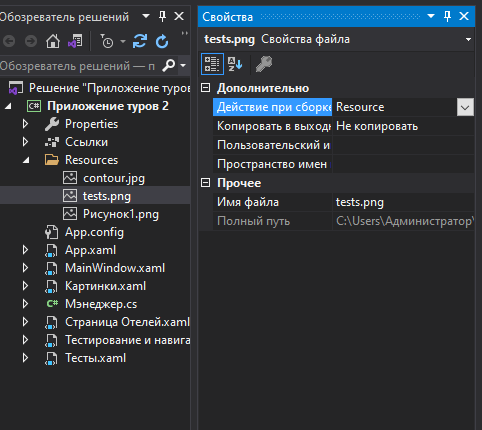 Обозреватель решений
Обозреватель решений — п
Решение "Приложение туров
Приложение туров 2
Properties
Ссылки
Resources
contour.jpg
tests.png
Рисунок1.png
App.config
App.xaml
MainWindow.xaml
Картинки.xaml
Мэнеджер.cs
Страница Отелей.xaml
Тестирование и навига
Тесты.xaml
Свойства
tests.png Свойства файла
Дополнительно
Действие при сборке Resource
Копировать в выходн Не копировать
Пользовательский и
Пространство имен
Прочее
Имя файла tests.png
Полный путь C:\Users\Администратор\